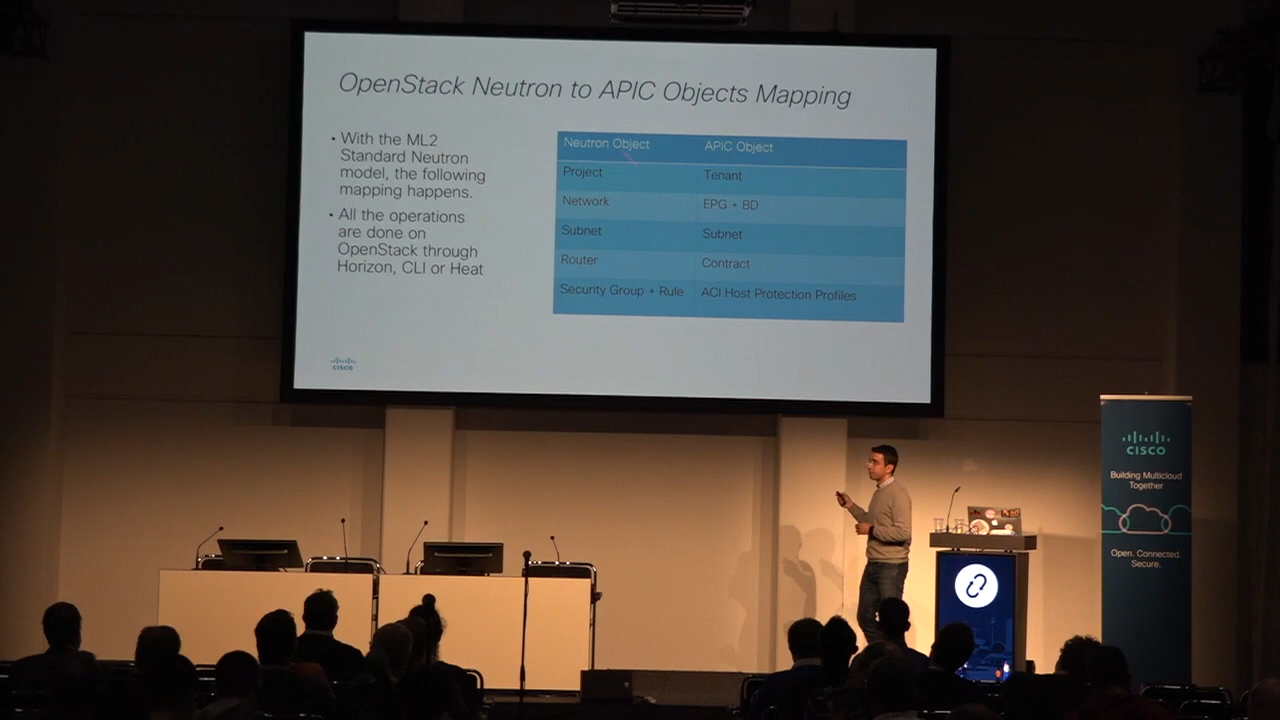 OpenStack Neutron to APIC Objects Mapping
• With the ML2
Standard Neutron
model, the following
mapping happens.
• All the operations
are done on
OpenStack through
Horizon, CLI or Heat
Neutron Object APIC Object
Project Tenant
Network EPG + BD
Subnet Subnet
Router Contract
Security Group + Rule ACI Host Protection Profiles
CISCO
CISCO
Building Multicloud
Together
Open. Connected.
Secure.